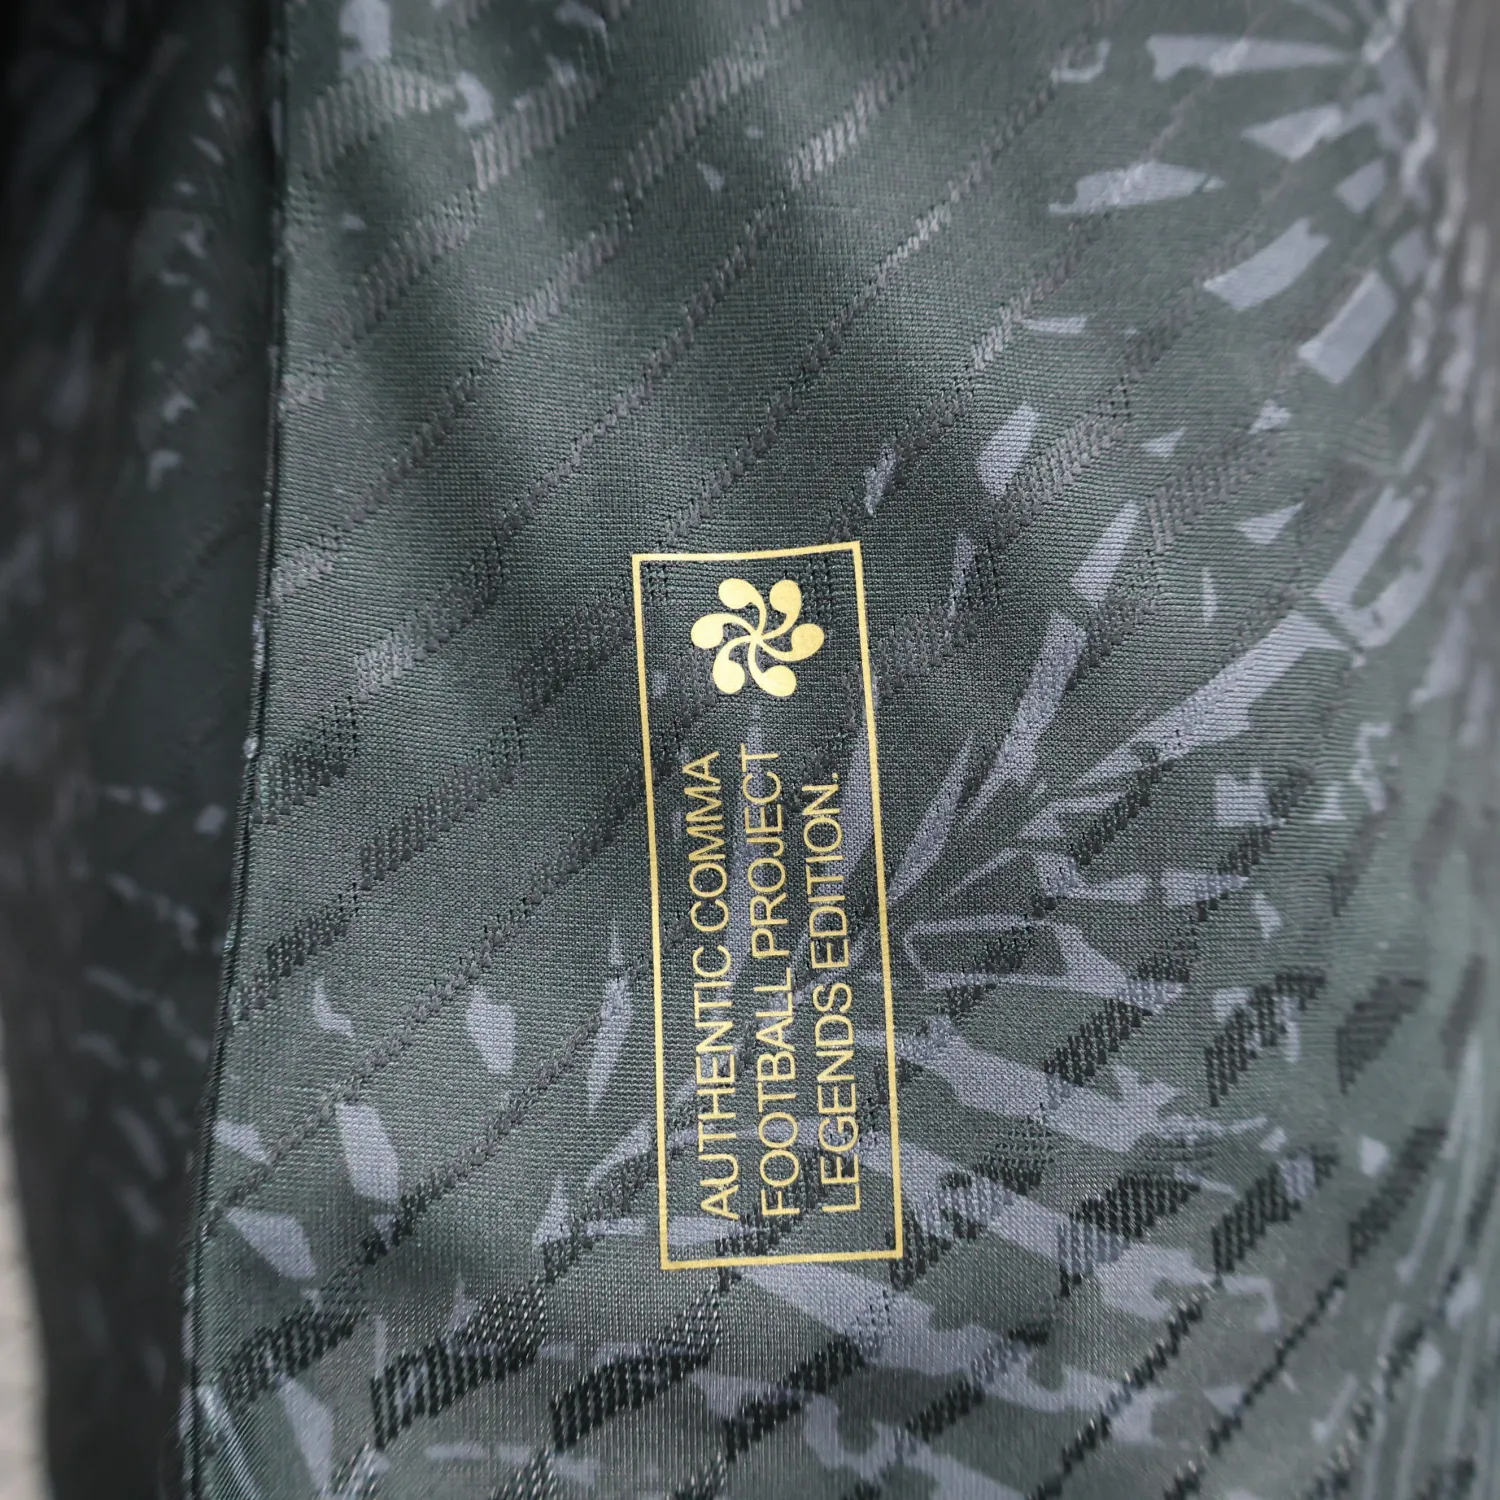 AUTHENTIC COMMA
FOOTBALL PROJECT
LEGENDS EDITION.